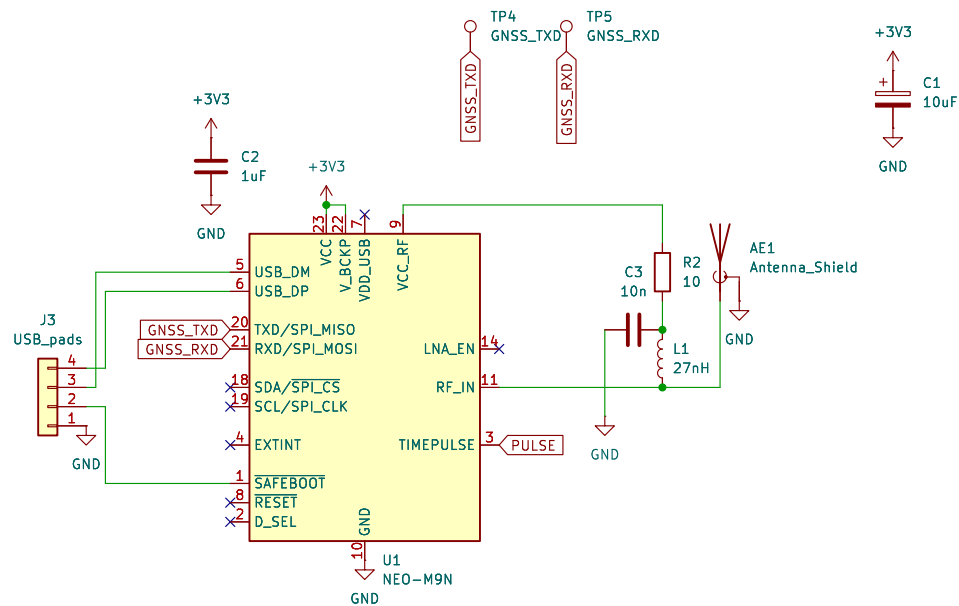 TP4
GNSS_TXD
TP5
GNSS_RXD
GNSS_TXD
GNSS_RXD
+3V3
+
C1
10uF
GND
+3V3
C2
1uF
GND
+3V3
23
22
7
9
VCC
V_BCKP
VDD_USB
VCC_RF
5
USB_DM
6
USB_DP
GNSS_TXD
20
TXD/SPI_MISO
GNSS_RXD
21
RXD/SPI_MOSI
LNA_EN
14
18
SDA/SPI_CS
RF_IN
11
19
SCL/SPI_CLK
4
EXTINT
TIMEPULSE
3
PULSE
1
SAFEBOOT
8
RESET
2
D_SEL
GND
10
U1
NEO-M9N
GND
J3
USB_pads
4
3
2
1
GND
C3
10n
R2
10
L1
27nH
GND
AE1
Antenna_Shield
GND